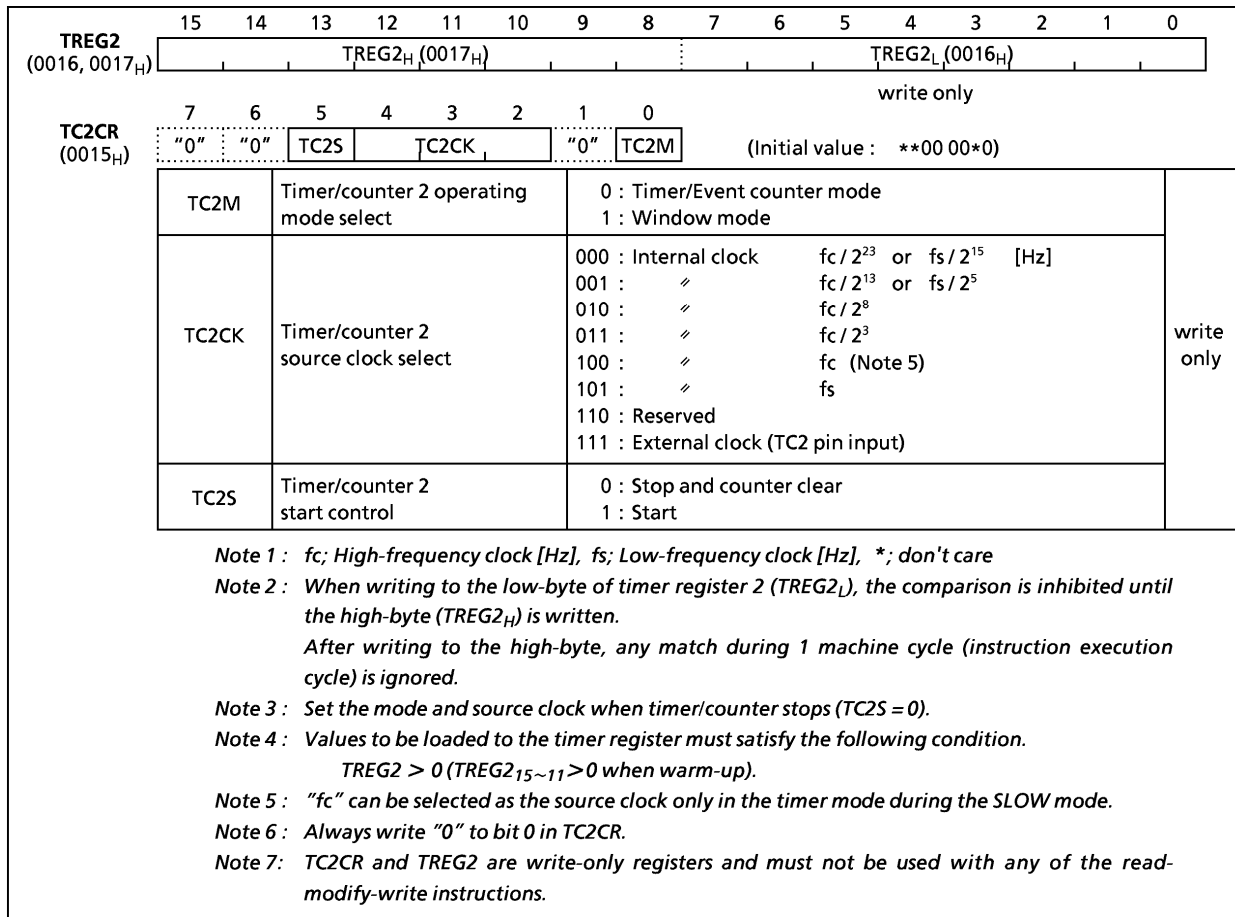 15 14 13 12 11 10 9 8 7 6 5 4 3 2 1 0
TREG2
(0016, 0017H)
TREG2H (0017H) TREG2L (0016H)
write only
7 6 5 4 3 2 1 0
TC2CR
(0015H)
"0" "0" TC2S TC2CK "0" TC2M (Initial value : **00 00*0)
TC2M Timer/counter 2 operating mode select 0 : Timer/Event counter mode
1 : Window mode
TC2CK Timer/counter 2 source clock select
000 : Internal clock fc / 2^23 or fs / 2^15 [Hz]
001 : 〃 fc / 2^13 or fs / 2^5
010 : 〃 fc / 2^8
011 : 〃 fc / 2^3
100 : 〃 fc (Note 5)
101 : 〃 fs
110 : Reserved
111 : External clock (TC2 pin input)
write only
TC2S Timer/counter 2 start control 0 : Stop and counter clear
1 : Start
Note 1 : fc; High-frequency clock [Hz], fs; Low-frequency clock [Hz], *; don't care
Note 2 : When writing to the low-byte of timer register 2 (TREG2L), the comparison is inhibited until
the high-byte (TREG2H) is written.
After writing to the high-byte, any match during 1 machine cycle (instruction execution
cycle) is ignored.
Note 3 : Set the mode and source clock when timer/counter stops (TC2S = 0).
Note 4 : Values to be loaded to the timer register must satisfy the following condition.
TREG2 > 0 (TREG2 15~11 > 0 when warm-up).
Note 5 : "fc" can be selected as the source clock only in the timer mode during the SLOW mode.
Note 6 : Always write "0" to bit 0 in TC2CR.
Note 7: TC2CR and TREG2 are write-only registers and must not be used with any of the read-
modify-write instructions.